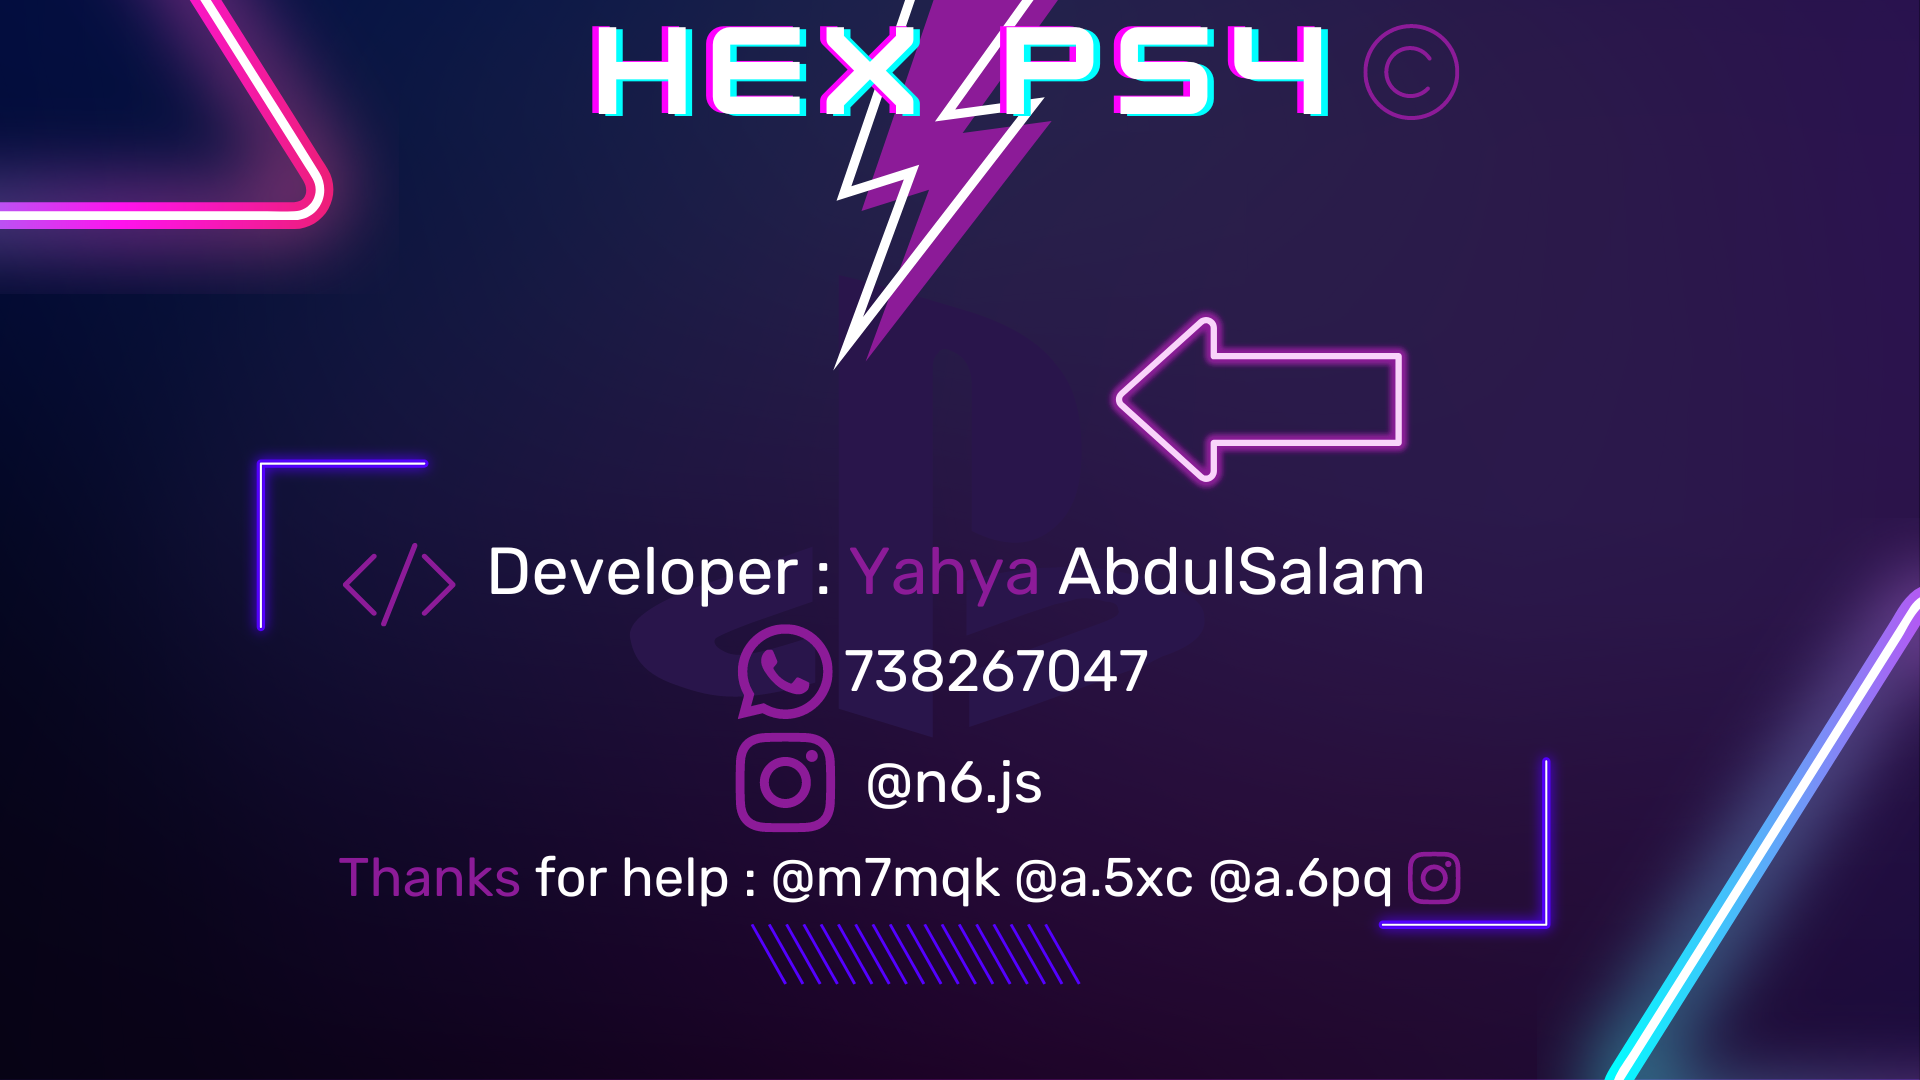 HEX PS4 ©
</> Developer : Yahya AbdulSalam
738267047
@n6.js
Thanks for help : @m7mqk @a.5xc @a.6pq